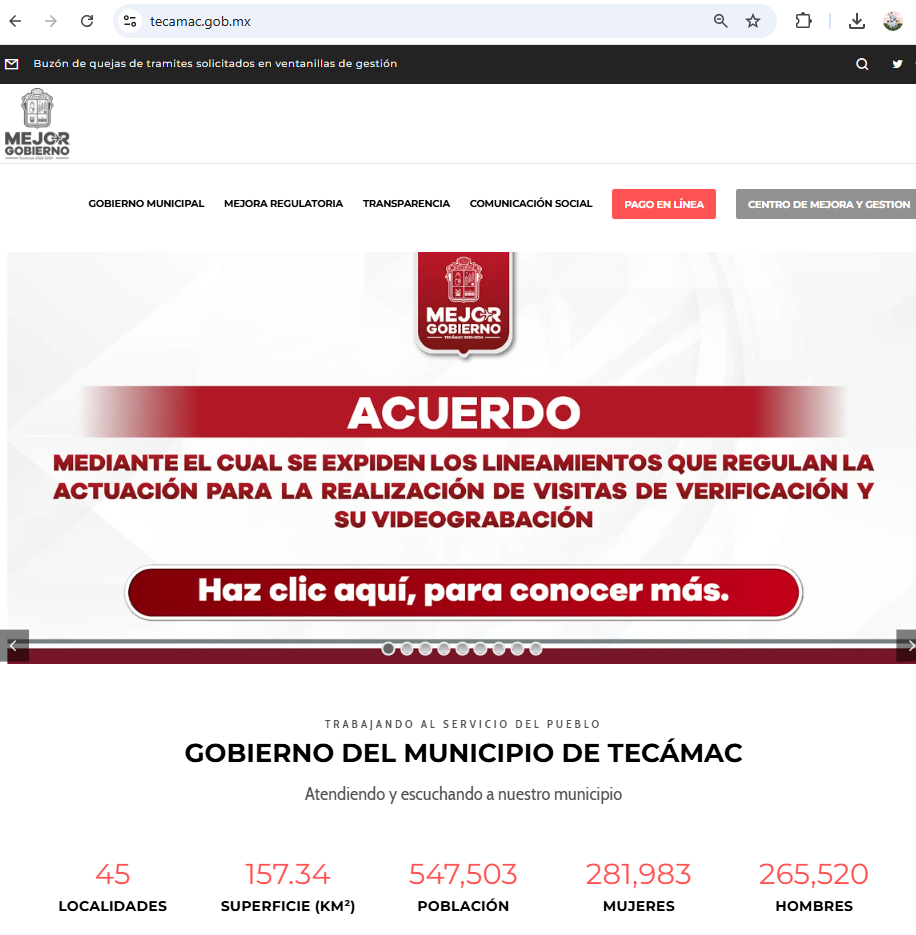 tecamac.gob.mx
Buzón de quejas de tramites solicitados en ventanillas de gestión
MEJOR
GOBIERNO
GOBIERNO MUNICIPAL
MEJORA REGULATORIA
TRANSPARENCIA
COMUNICACIÓN SOCIAL
PAGO EN LÍNEA
CENTRO DE MEJORA Y GESTION
MEJOR
GOBIERNO
TECÁMAC 2022-2024
ACUERDO
MEDIANTE EL CUAL SE EXPIDEN LOS LINEAMIENTOS QUE REGULAN LA
ACTUACIÓN PARA LA REALIZACIÓN DE VISITAS DE VERIFICACIÓN Y
SU VIDEOGRABACIÓN
Haz clic aquí, para conocer más.
TRABAJANDO AL SERVICIO DEL PUEBLO
GOBIERNO DEL MUNICIPIO DE TECÁMAC
Atendiendo y escuchando a nuestro municipio
45
LOCALIDADES
157.34
SUPERFICIE (KM²)
547,503
POBLACIÓN
281,983
MUJERES
265,520
HOMBRES